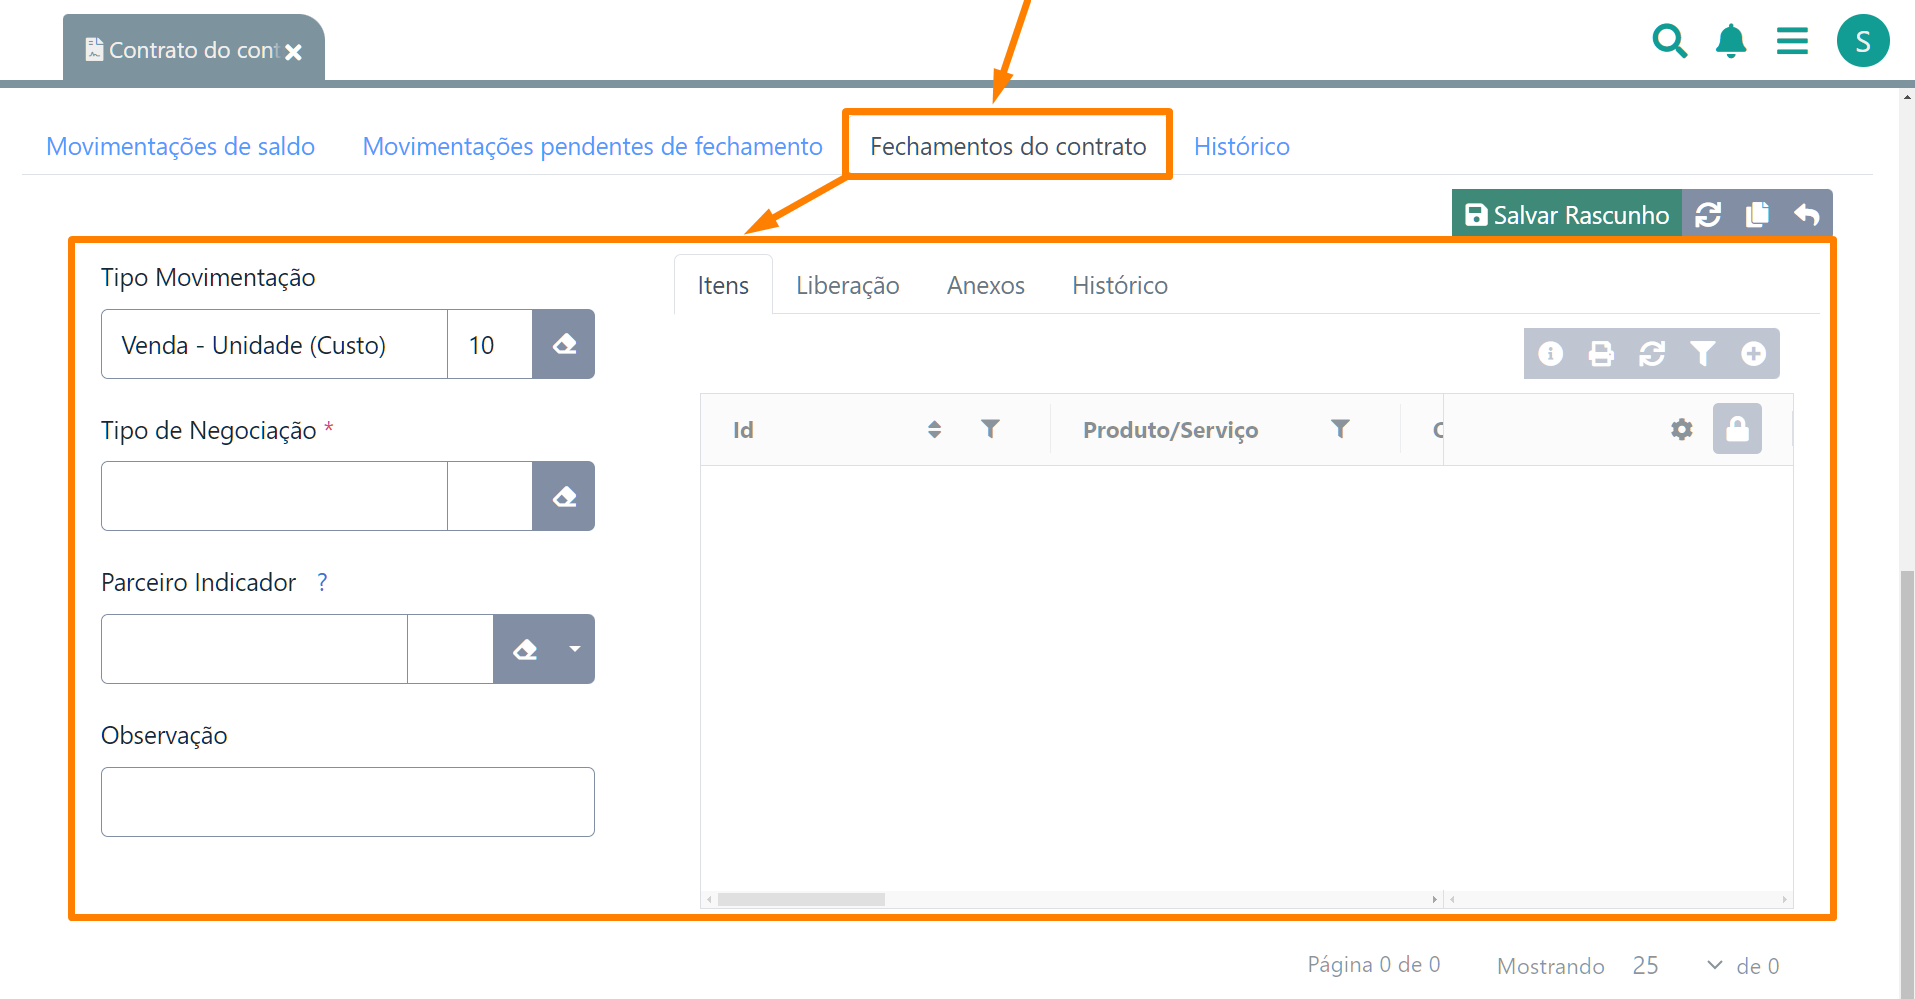 Contrato do cont
S
Movimentações de saldo
Movimentações pendentes de fechamento
Fechamentos do contrato
Histórico
Salvar Rascunho
Tipo Movimentação
Venda - Unidade (Custo)
10
Tipo de Negociação *
Parceiro Indicador ?
Observação
Itens
Liberação
Anexos
Histórico
Id
Produto/Serviço
Página 0 de 0
Mostrando 25 de 0